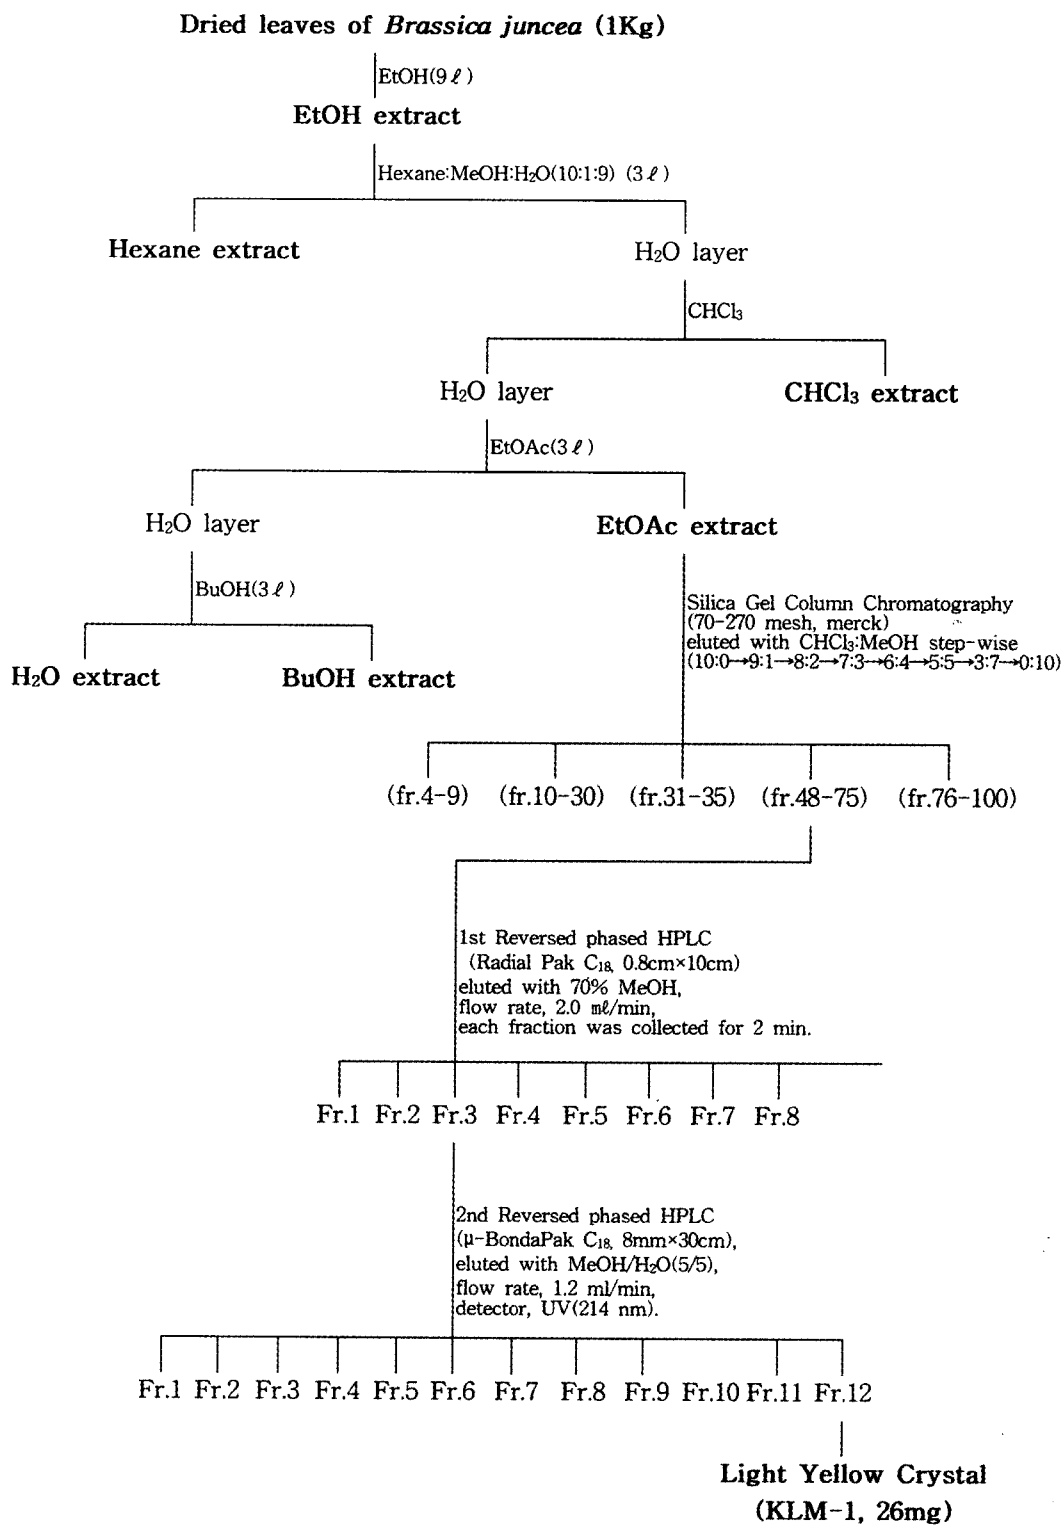 Dried leaves of Brassica juncea (1Kg)
EtOH(9ℓ)
EtOH extract
Hexane:MeOH:H₂O(10:1:9) (3ℓ)
Hexane extract
H₂O layer
CHCl₃
H₂O layer
CHCl₃ extract
EtOAc(3ℓ)
H₂O layer
EtOAc extract
BuOH(3ℓ)
H₂O extract
BuOH extract
Silica Gel Column Chromatography
(70-270 mesh, merck)
eluted with CHCl₃:MeOH step-wise
(10:0→9:1→8:2→7:3→6:4→5:5→3:7→0:10)
(fr.4-9) (fr.10-30) (fr.31-35) (fr.48-75) (fr.76-100)
1st Reversed phased HPLC
(Radial Pak C₁₈, 0.8cm×10cm)
eluted with 70% MeOH,
flow rate, 2.0 ㎖/min,
each fraction was collected for 2 min.
Fr.1 Fr.2 Fr.3 Fr.4 Fr.5 Fr.6 Fr.7 Fr.8
2nd Reversed phased HPLC
(μ-BondaPak C₁₈, 8mm×30cm),
eluted with MeOH/H₂O(5/5),
flow rate, 1.2 ml/min,
detector, UV(214 nm).
Fr.1 Fr.2 Fr.3 Fr.4 Fr.5 Fr.6 Fr.7 Fr.8 Fr.9 Fr.10 Fr.11 Fr.12
Light Yellow Crystal
(KLM-1, 26mg)